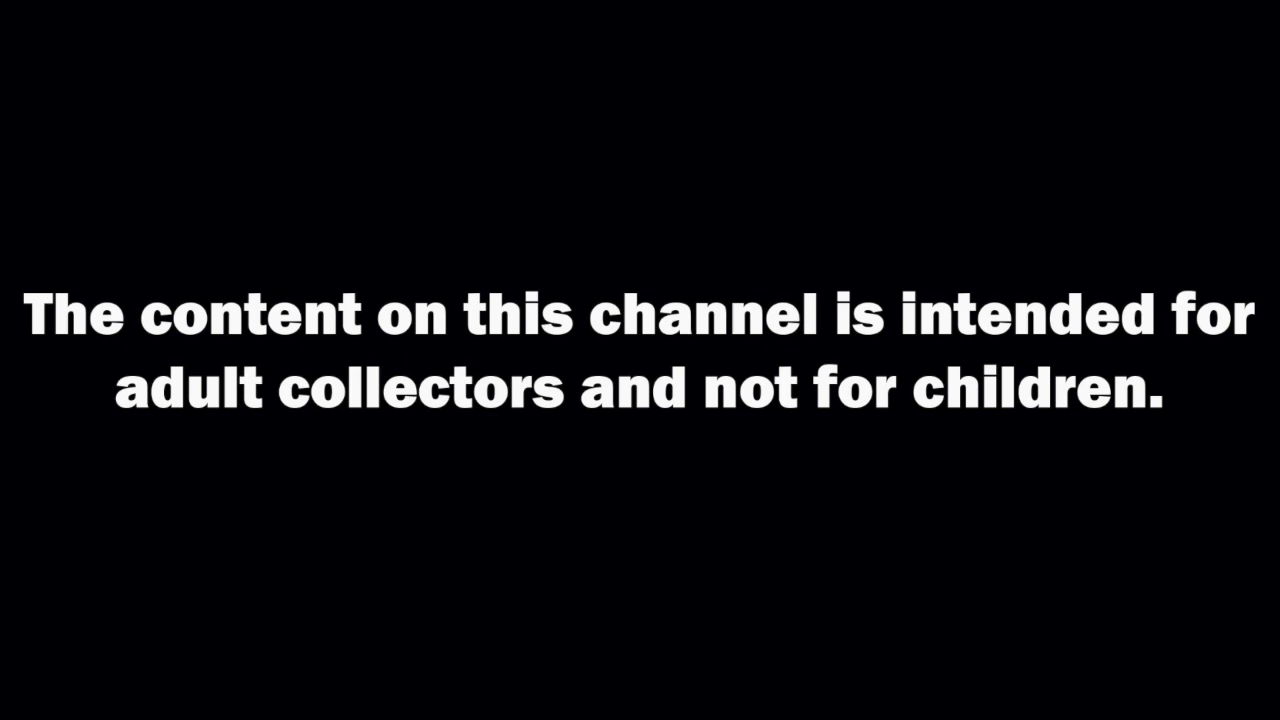 The content on this channel is intended for
adult collectors and not for children.